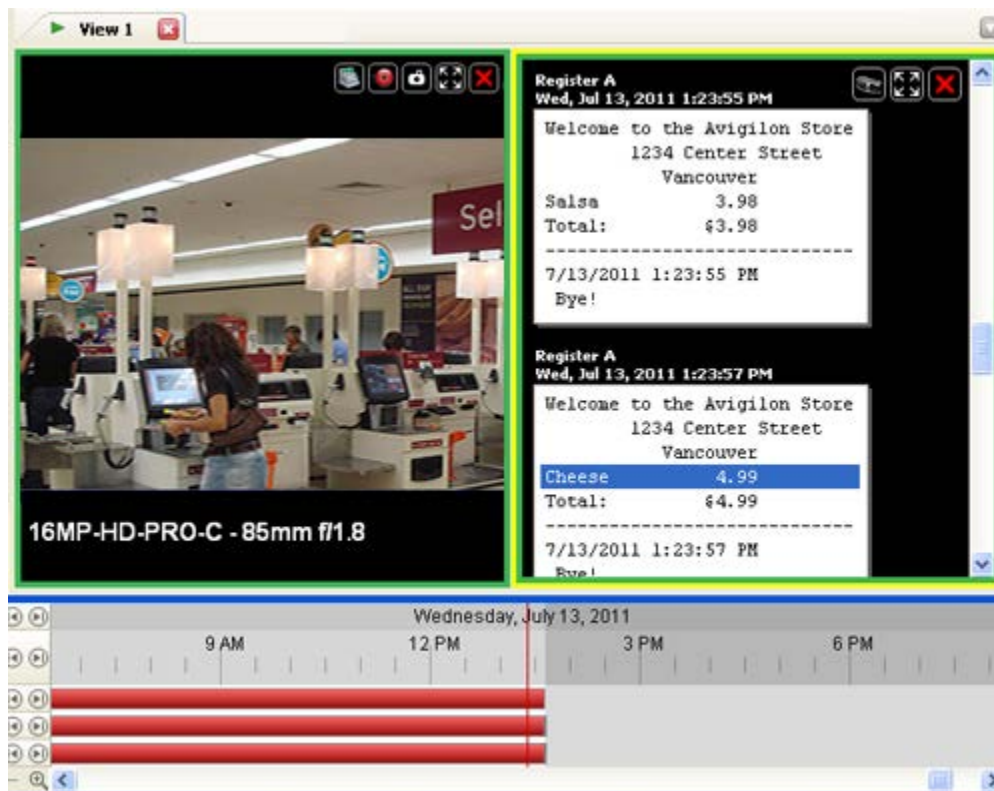 View 1
Register A
Wed, Jul 13, 2011 1:23:55 PM
Welcome to the Avigilon Store
1234 Center Street
Vancouver
Salsa 3.98
Total: $3.98
-----------------------------
7/13/2011 1:23:55 PM
Bye!
Register A
Wed, Jul 13, 2011 1:23:57 PM
Welcome to the Avigilon Store
1234 Center Street
Vancouver
Cheese 4.99
Total: $4.99
-----------------------------
7/13/2011 1:23:57 PM
Bye!
Se
16MP-HD-PRO-C - 85mm f/1.8
Wednesday, July 13, 2011
9 AM 12 PM 3 PM 6 PM